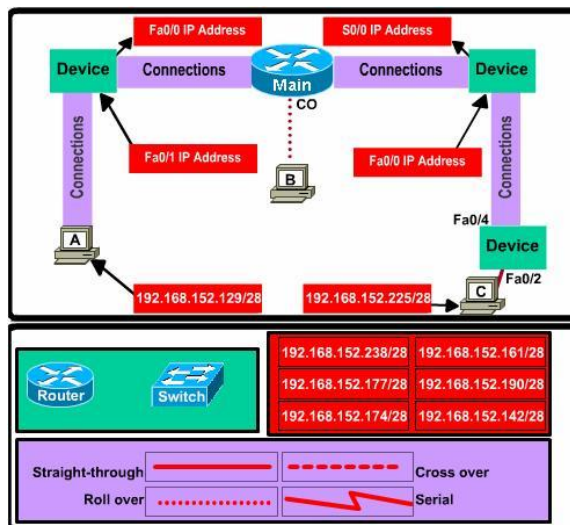 Fa0/0 IP Address
S0/0 IP Address
Device
Connections
Main
Connections
Device
CO
Fa0/1 IP Address
Fa0/0 IP Address
Connections
Connections
B
Fa0/4
A
Device
Fa0/2
192.168.152.129/28
192.168.152.225/28
C
Router
Switch
192.168.152.238/28
192.168.152.161/28
192.168.152.177/28
192.168.152.190/28
192.168.152.174/28
192.168.152.142/28
Straight-through
Cross over
Roll over
Serial